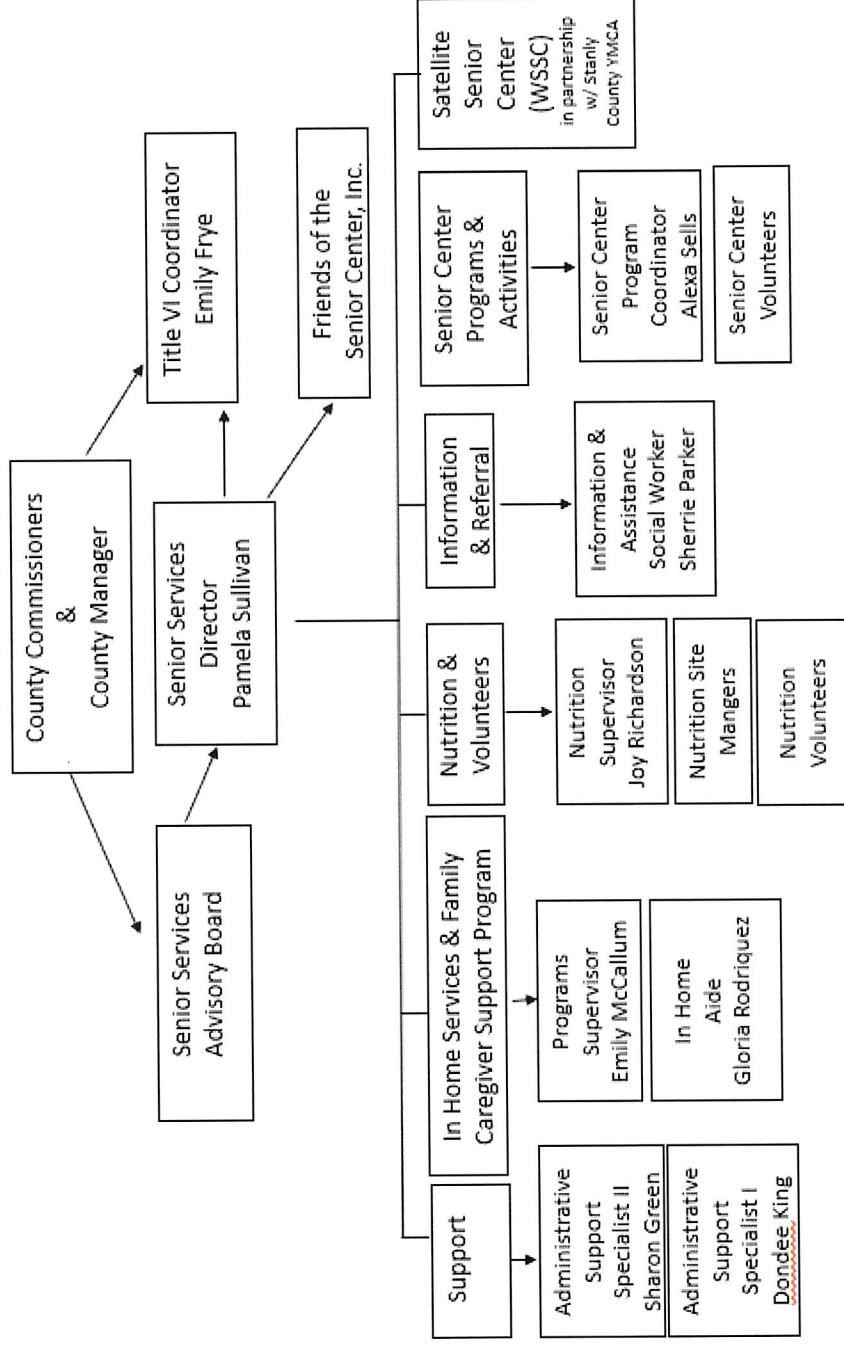 County Commissioners
&
County Manager
Senior Services
Advisory Board
Senior Services
Director
Pamela Sullivan
Title VI Coordinator
Emily Frye
Friends of the
Senior Center, Inc.
Support
Administrative
Support
Specialist II
Sharon Green
Administrative
Support
Specialist I
Dondee King
In Home Services & Family
Caregiver Support Program
Programs
Supervisor
Emily McCallum
In Home
Aide
Gloria Rodriquez
Nutrition &
Volunteers
Nutrition
Supervisor
Joy Richardson
Nutrition Site
Mangers
Nutrition
Volunteers
Information
& Referral
Information &
Assistance
Social Worker
Sherrie Parker
Senior Center
Programs &
Activities
Senior Center
Program
Coordinator
Alexa Sells
Senior Center
Volunteers
Satellite
Senior
Center
(WSSC)
in partnership
w/ Stanly
County YMCA